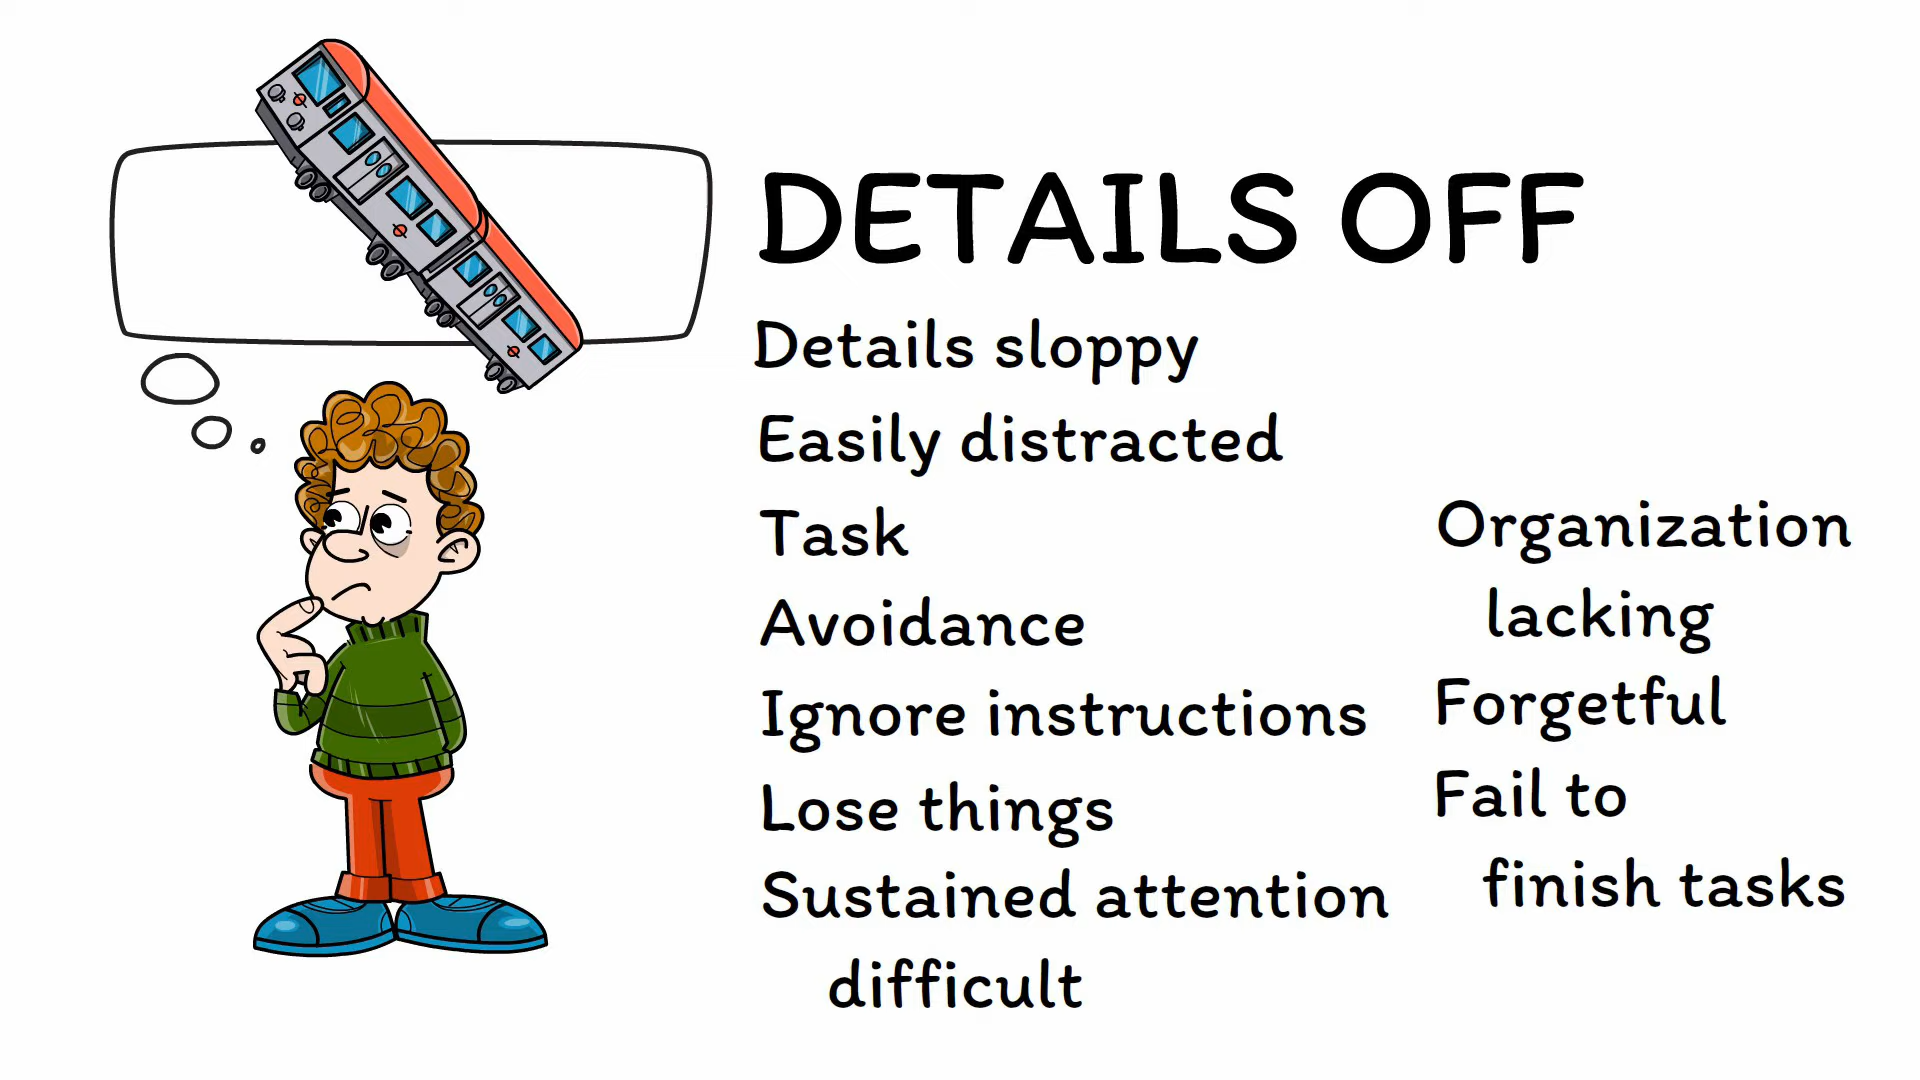 DETAILS OFF
Details sloppy
Easily distracted
Task
Avoidance
Ignore instructions
Lose things
Sustained attention
difficult
Organization
lacking
Forgetful
Fail to
finish tasks